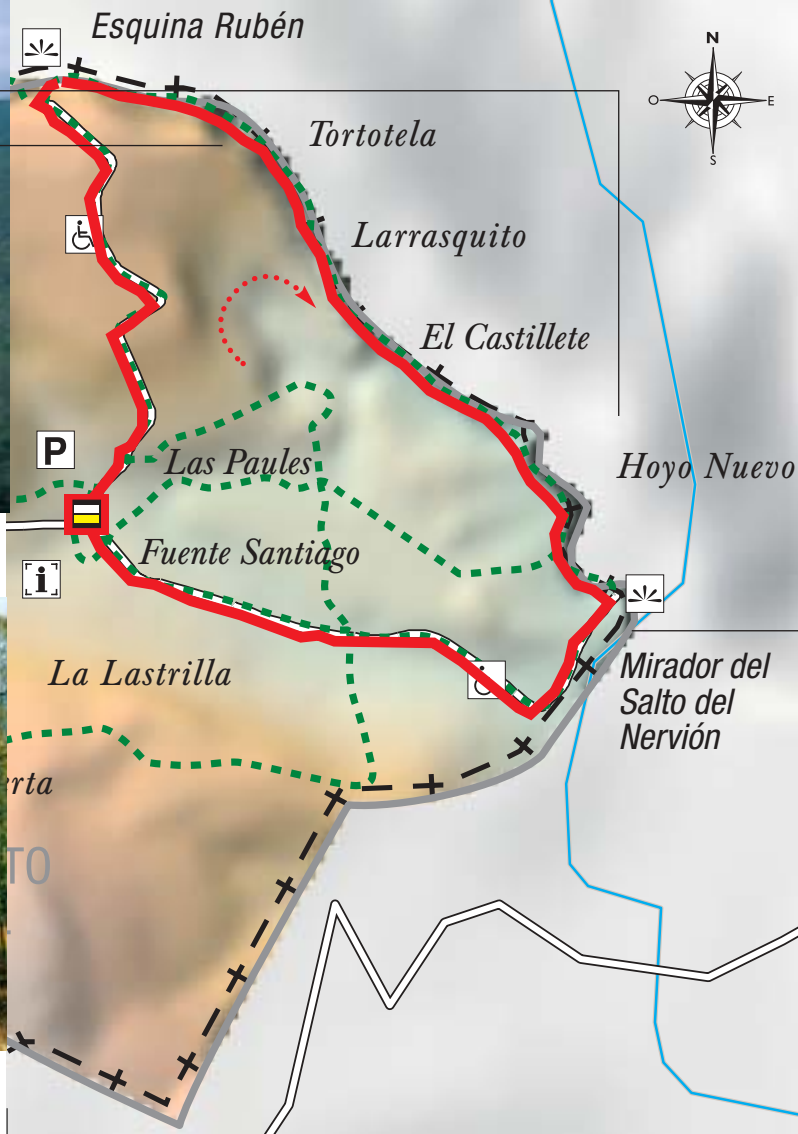 Esquina Rubén
N
O
E
S
Tortotela
Larrasquito
El Castillete
P
Las Paules
Hoyo Nuevo
Fuente Santiago
i
La Lastrilla
Mirador del
Salto del
Nervión
erta
TO